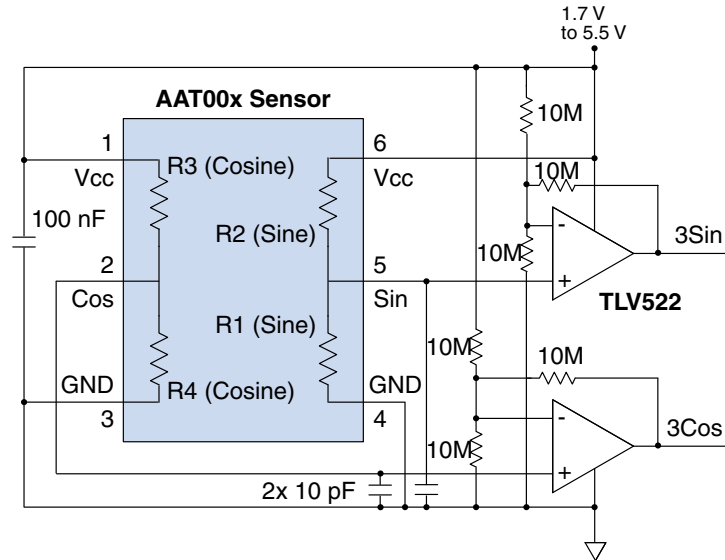 1.7 V
to 5.5 V
AAT00x Sensor
10M
1
6
R3 (Cosine)
Vcc
Vcc
10M
100 nF
R2 (Sine)
-
3Sin
10M
2
5
+
Cos
Sin
TLV522
R1 (Sine)
10M
10M
GND
GND
R4 (Cosine)
3
4
-
3Cos
10M
+
2x 10 pF